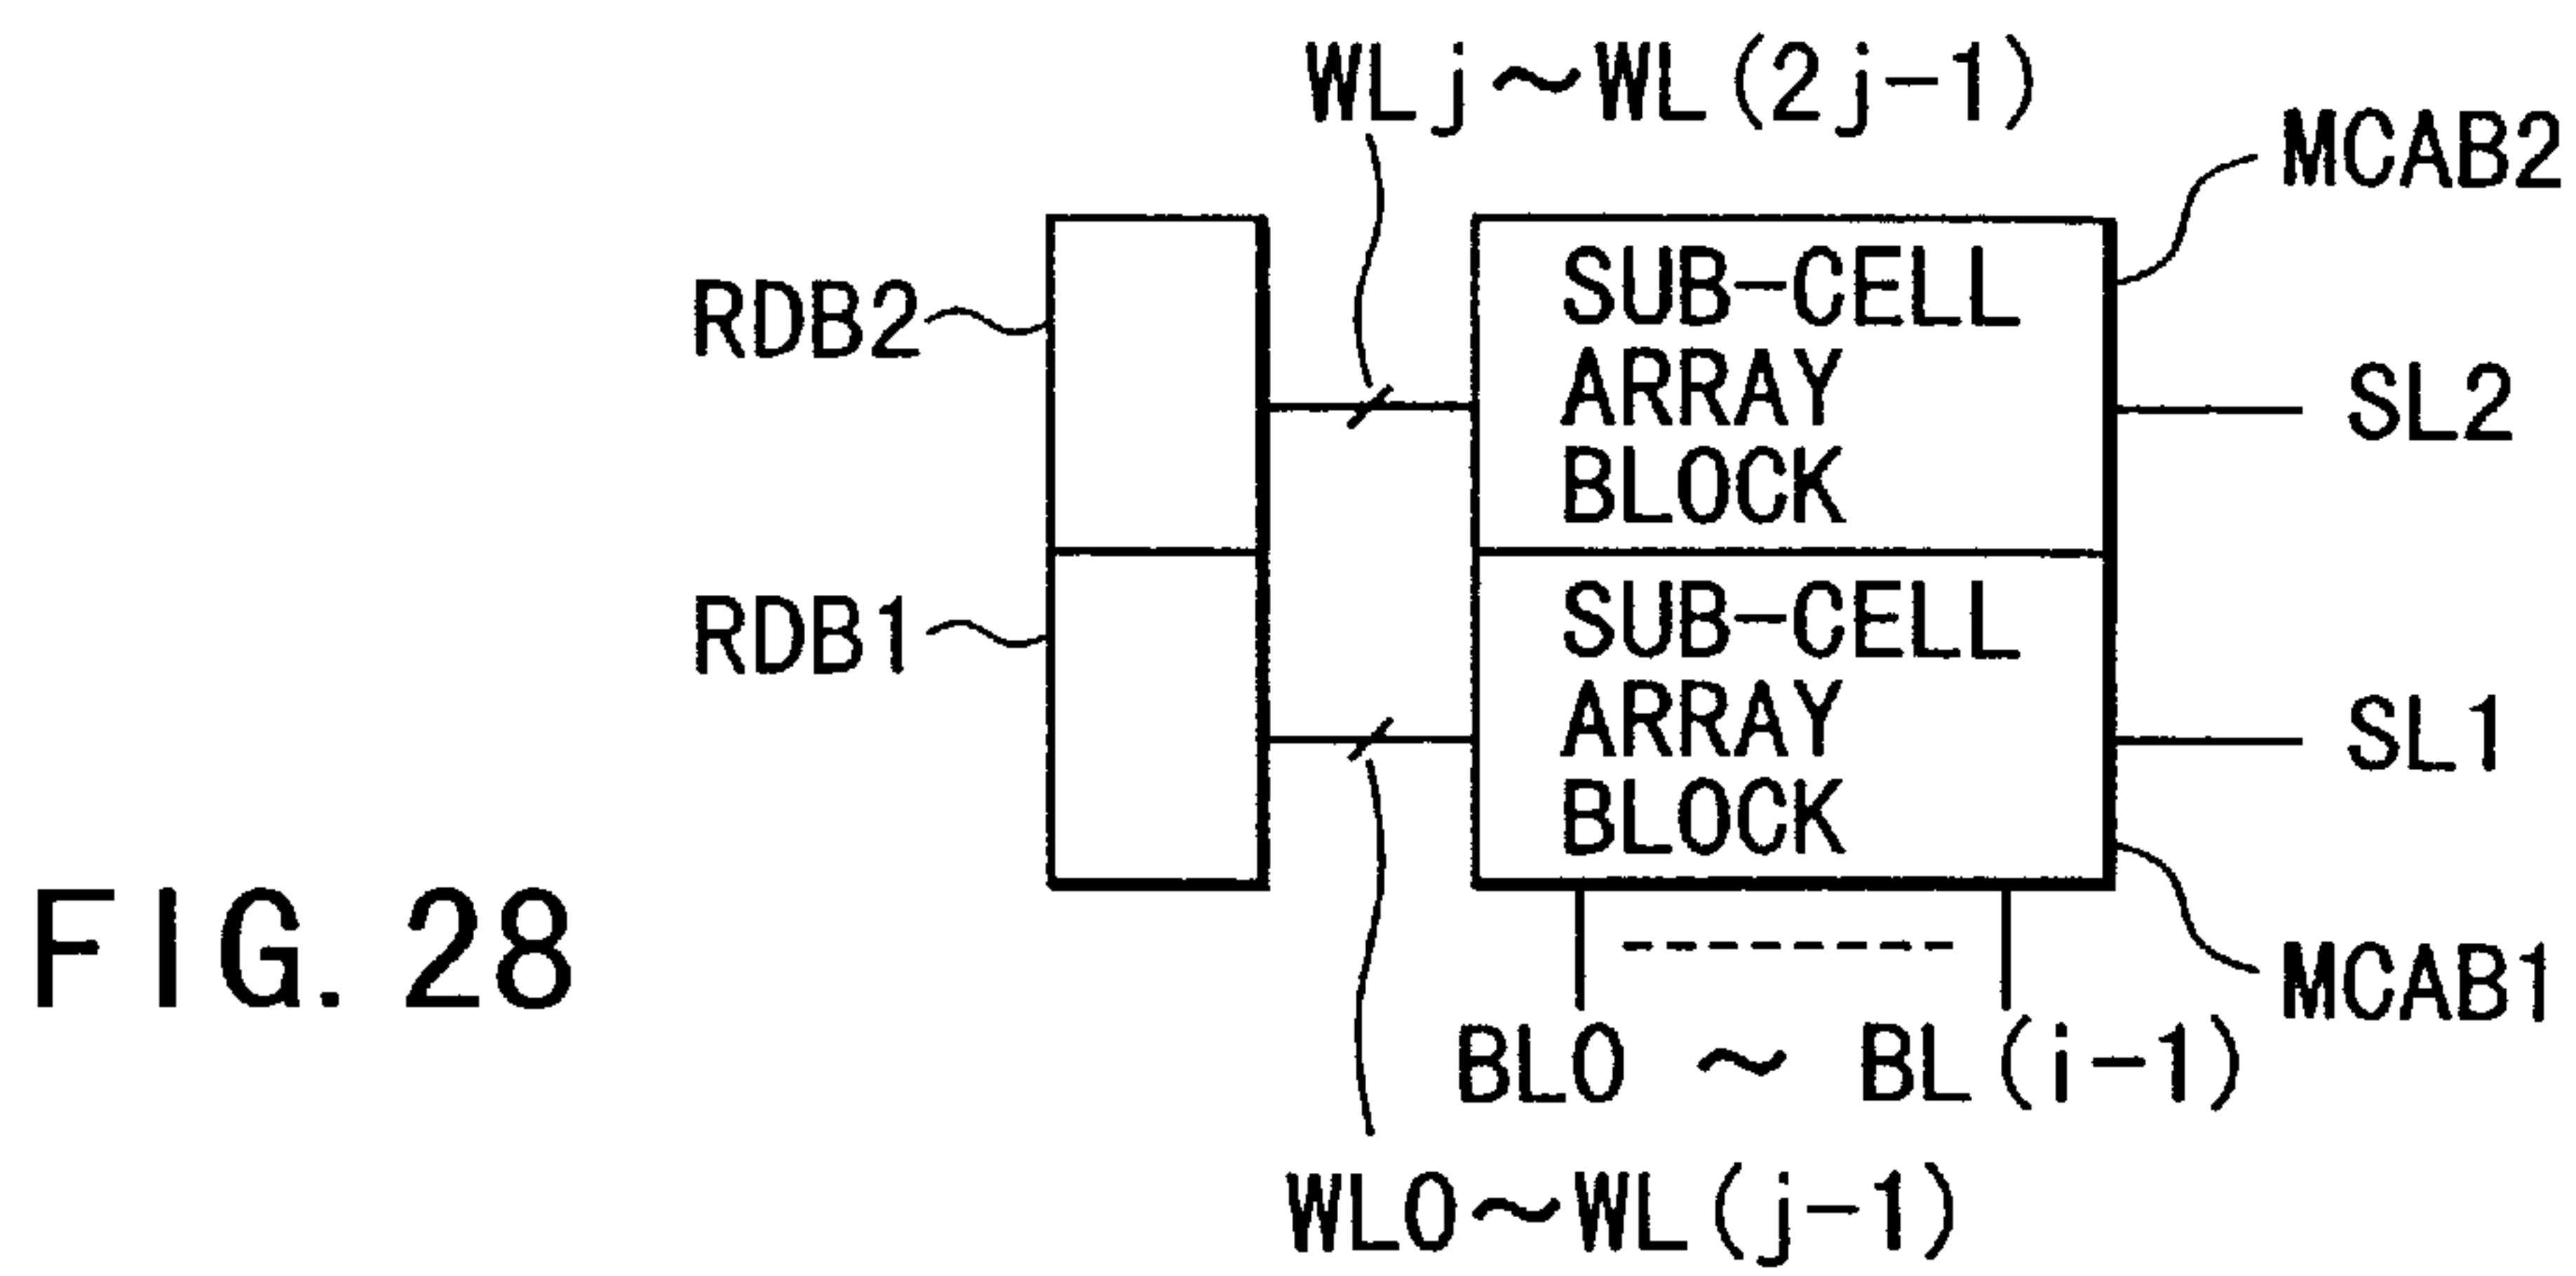 WLj~WL(2j-1)
MCAB2
RDB2
SUB-CELL
ARRAY
BLOCK
SL2
RDB1
SUB-CELL
ARRAY
BLOCK
SL1
MCAB1
BL0 ~ BL(i-1)
WL0~WL(j-1)
FIG. 28